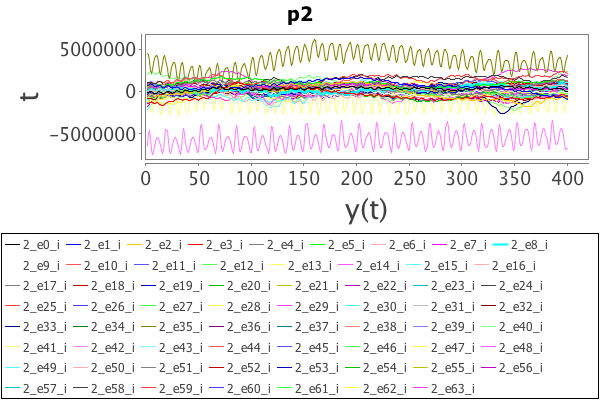 p2
5000000
0
−5000000
t
0 50 100 150 200 250 300 350 400
y(t)
2_e0_i 2_e1_i 2_e2_i 2_e3_i 2_e4_i 2_e5_i 2_e6_i 2_e7_i 2_e8_i
2_e9_i 2_e10_i 2_e11_i 2_e12_i 2_e13_i 2_e14_i 2_e15_i 2_e16_i
2_e17_i 2_e18_i 2_e19_i 2_e20_i 2_e21_i 2_e22_i 2_e23_i 2_e24_i
2_e25_i 2_e26_i 2_e27_i 2_e28_i 2_e29_i 2_e30_i 2_e31_i 2_e32_i
2_e33_i 2_e34_i 2_e35_i 2_e36_i 2_e37_i 2_e38_i 2_e39_i 2_e40_i
2_e41_i 2_e42_i 2_e43_i 2_e44_i 2_e45_i 2_e46_i 2_e47_i 2_e48_i
2_e49_i 2_e50_i 2_e51_i 2_e52_i 2_e53_i 2_e54_i 2_e55_i 2_e56_i
2_e57_i 2_e58_i 2_e59_i 2_e60_i 2_e61_i 2_e62_i 2_e63_i